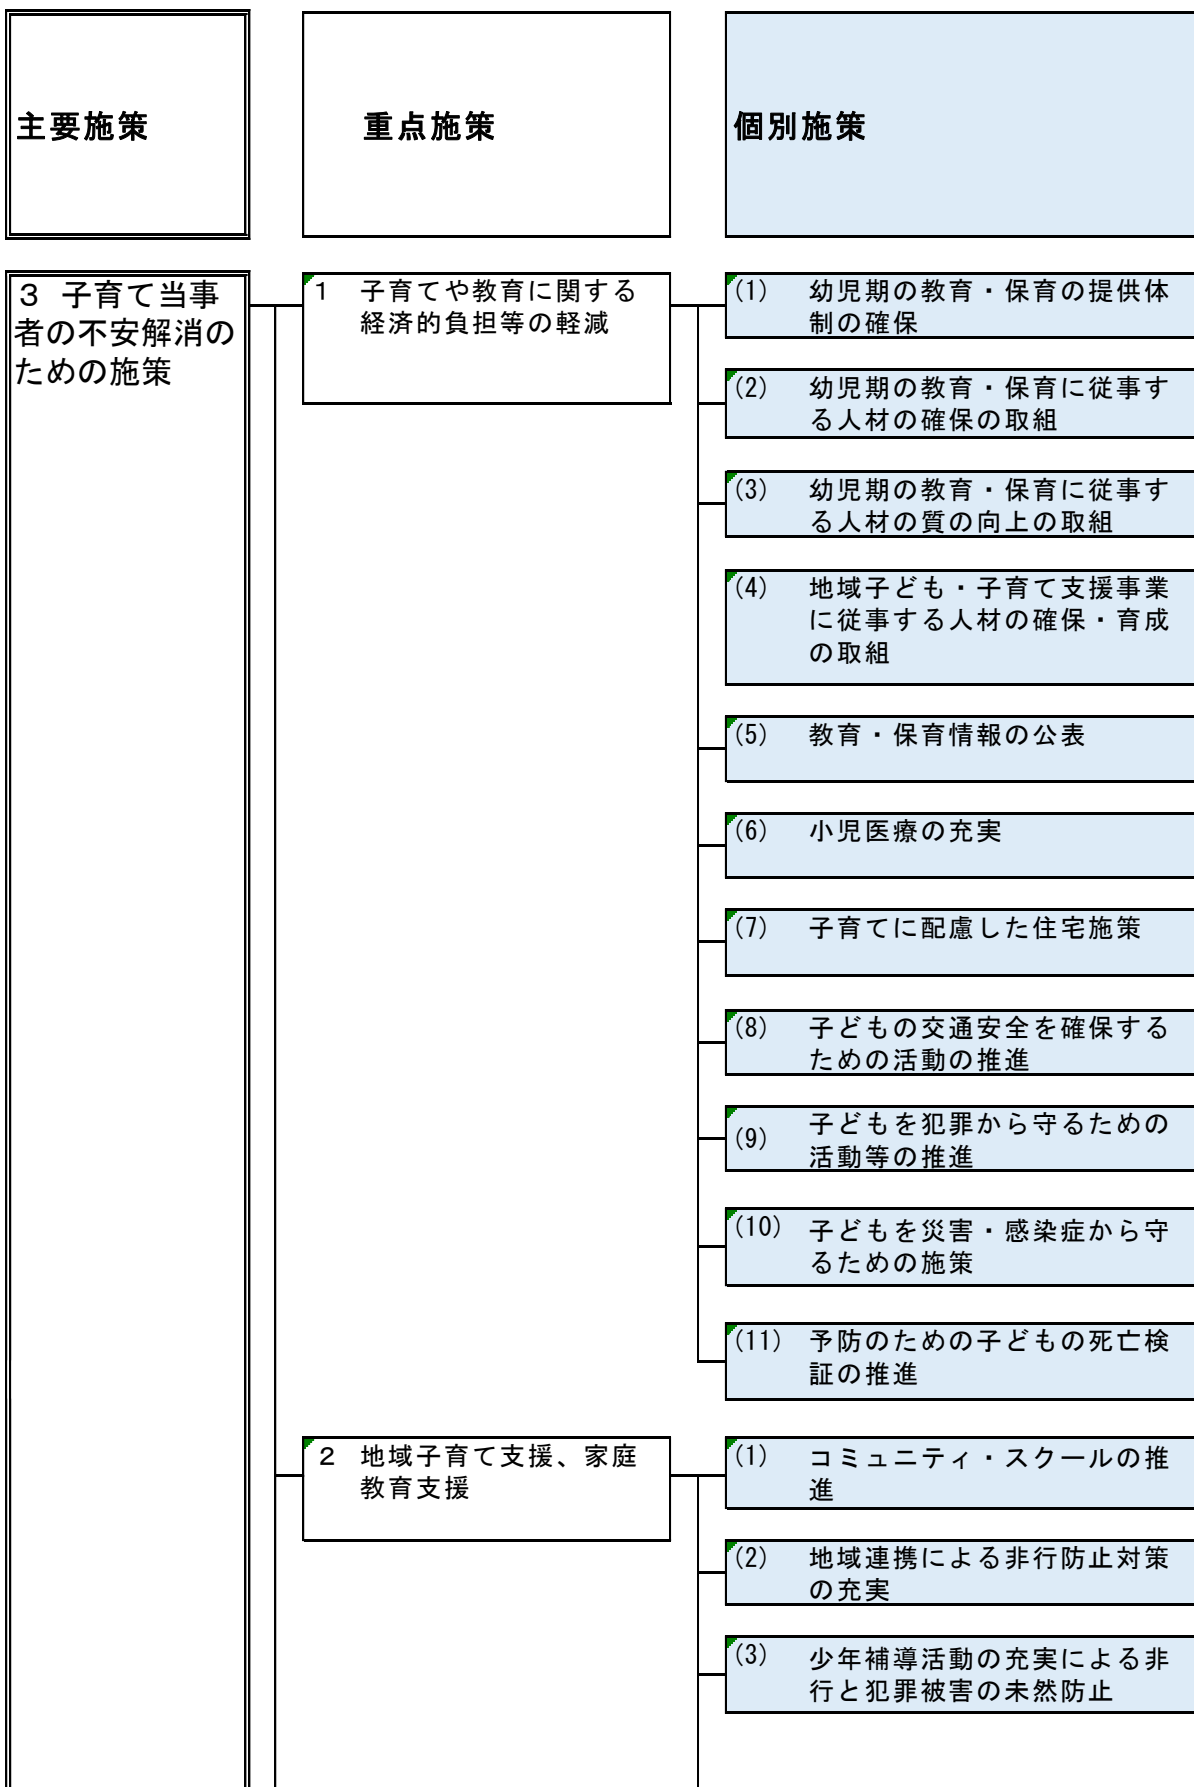 主要施策
重点施策
個別施策
３ 子育て当事
者の不安解消の
ための施策
1 子育てや教育に関する
経済的負担等の軽減
(1) 幼児期の教育・保育の提供体
制の確保
(2) 幼児期の教育・保育に従事す
る人材の確保の取組
(3) 幼児期の教育・保育に従事す
る人材の質の向上の取組
(4) 地域子ども・子育て支援事業
に従事する人材の確保・育成
の取組
(5) 教育・保育情報の公表
(6) 小児医療の充実
(7) 子育てに配慮した住宅施策
(8) 子どもの交通安全を確保する
ための活動の推進
(9) 子どもを犯罪から守るための
活動等の推進
(10) 子どもを災害・感染症から守
るための施策
(11) 予防のための子どもの死亡検
証の推進
２ 地域子育て支援、家庭
教育支援
(1) コミュニティ・スクールの推
進
(2) 地域連携による非行防止対策
の充実
(3) 少年補導活動の充実による非
行と犯罪被害の未然防止